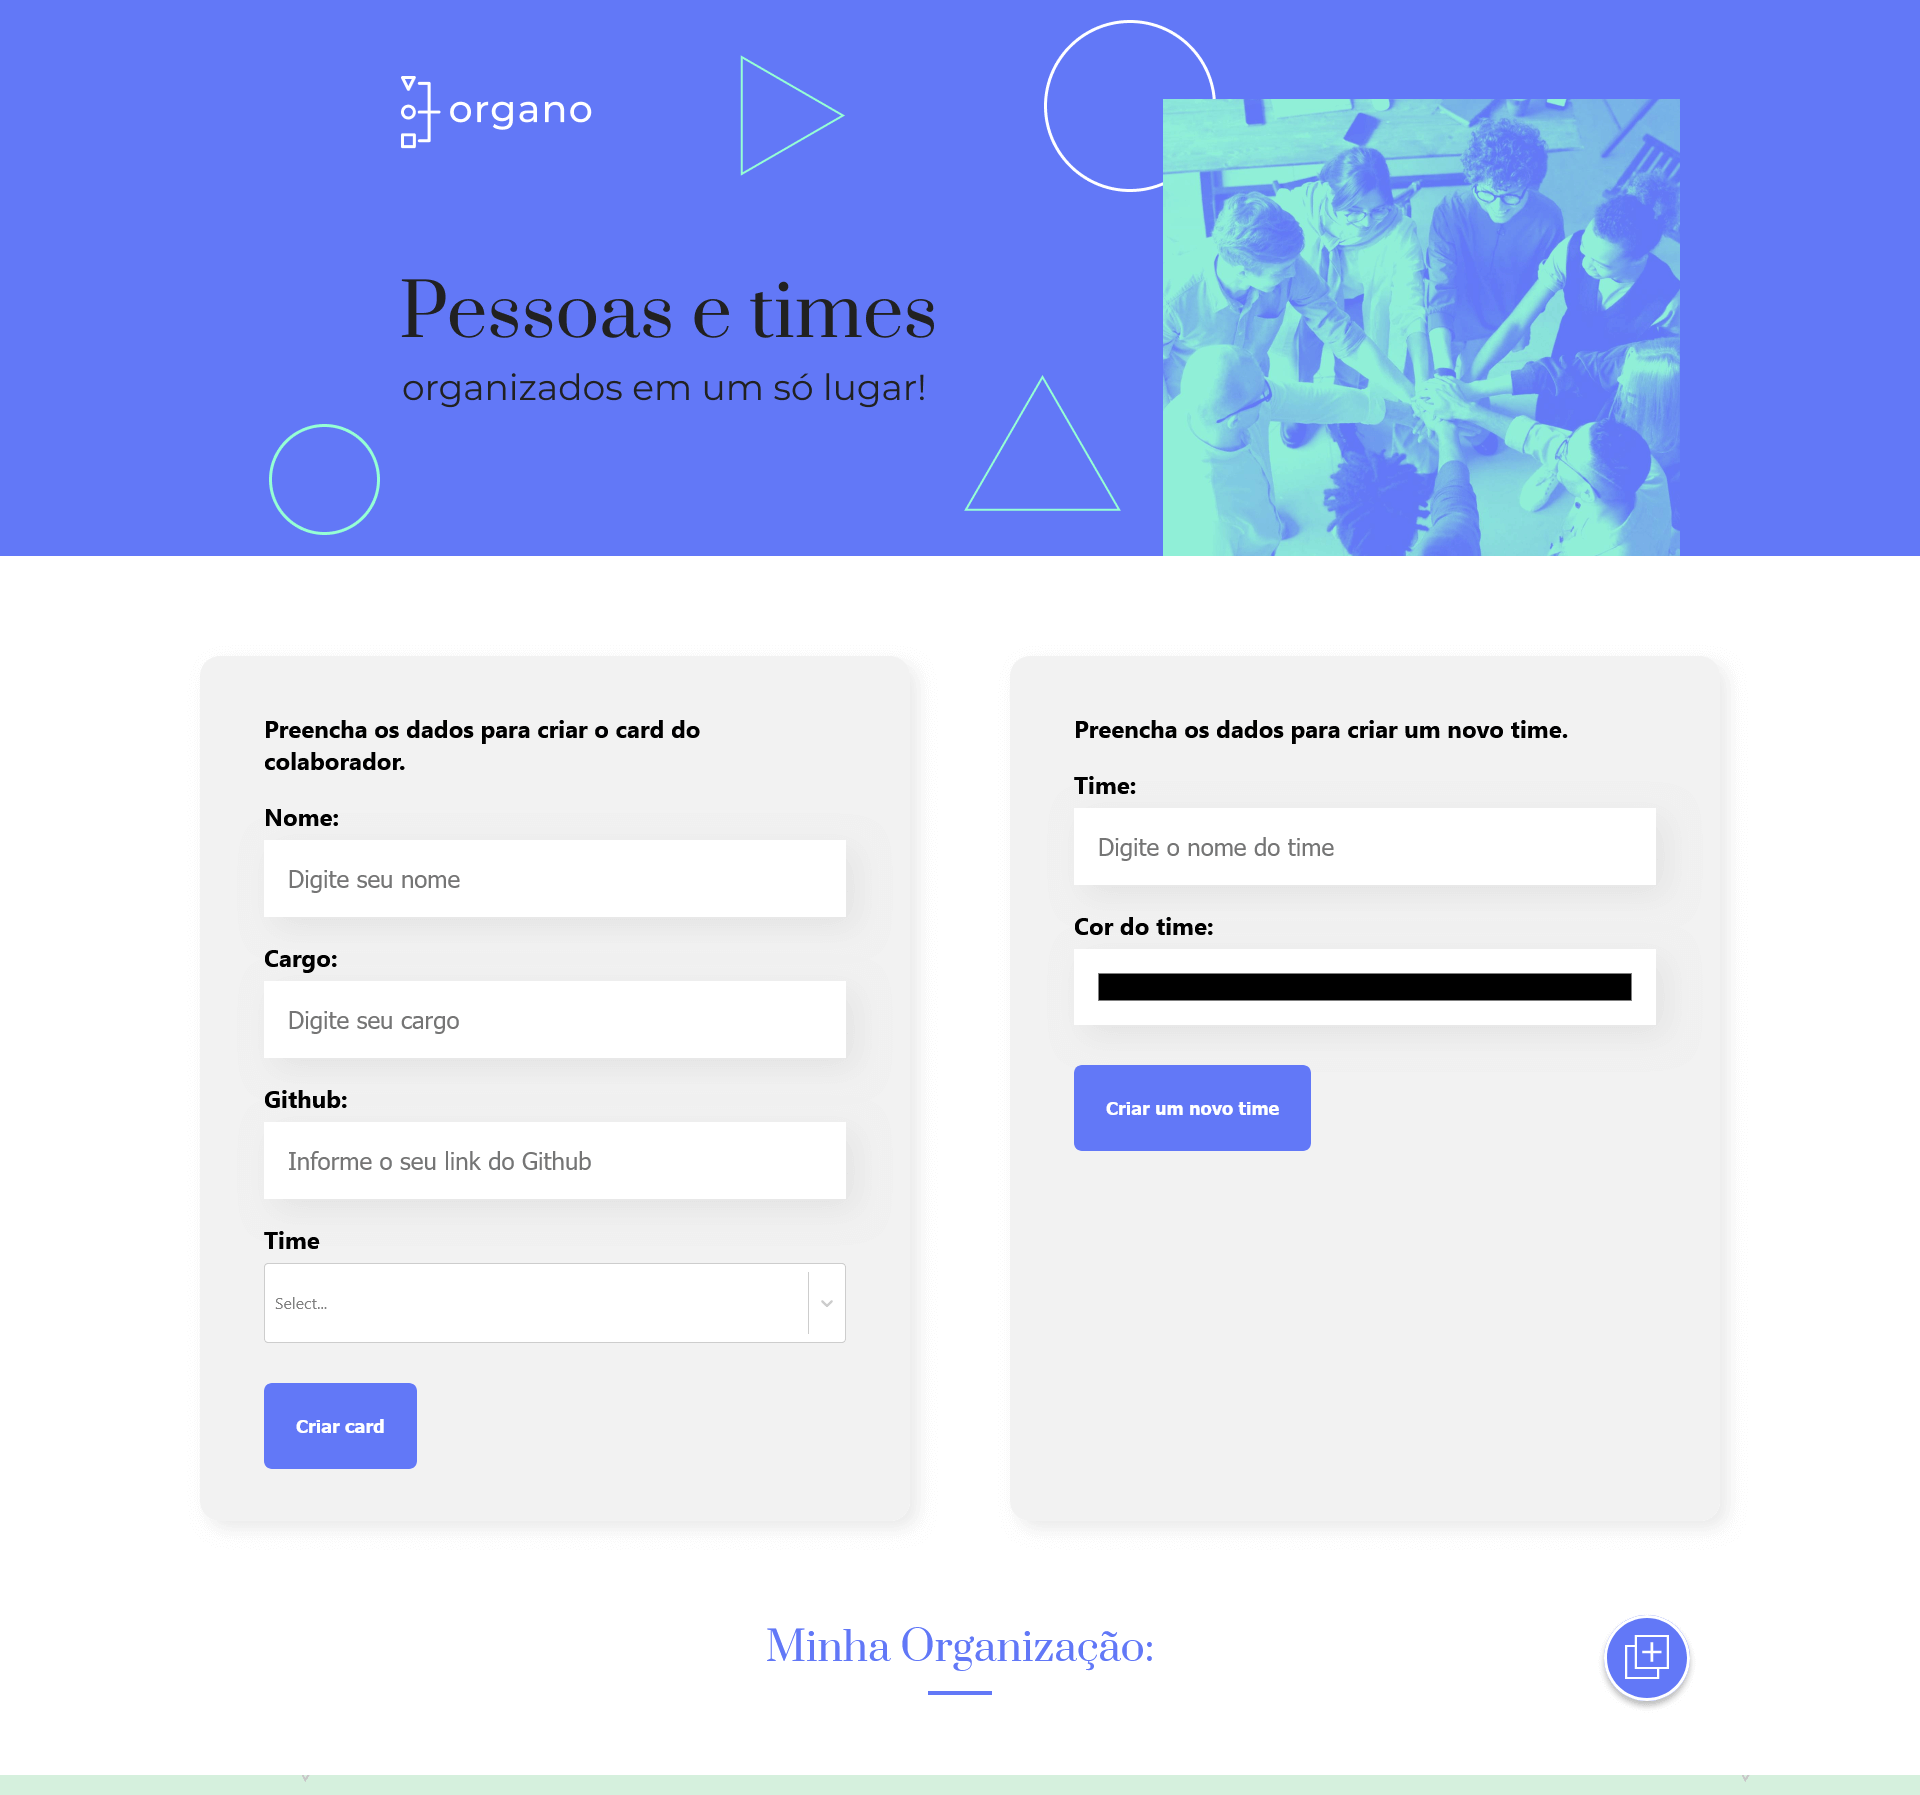 organo
Pessoas e times
organizados em um só lugar!
Preencha os dados para criar o card do
colaborador.
Nome:
Digite seu nome
Cargo:
Digite seu cargo
Github:
Informe o seu link do Github
Time
Select...
Criar card
Preencha os dados para criar um novo time.
Time:
Digite o nome do time
Cor do time:
Criar um novo time
Minha Organização: